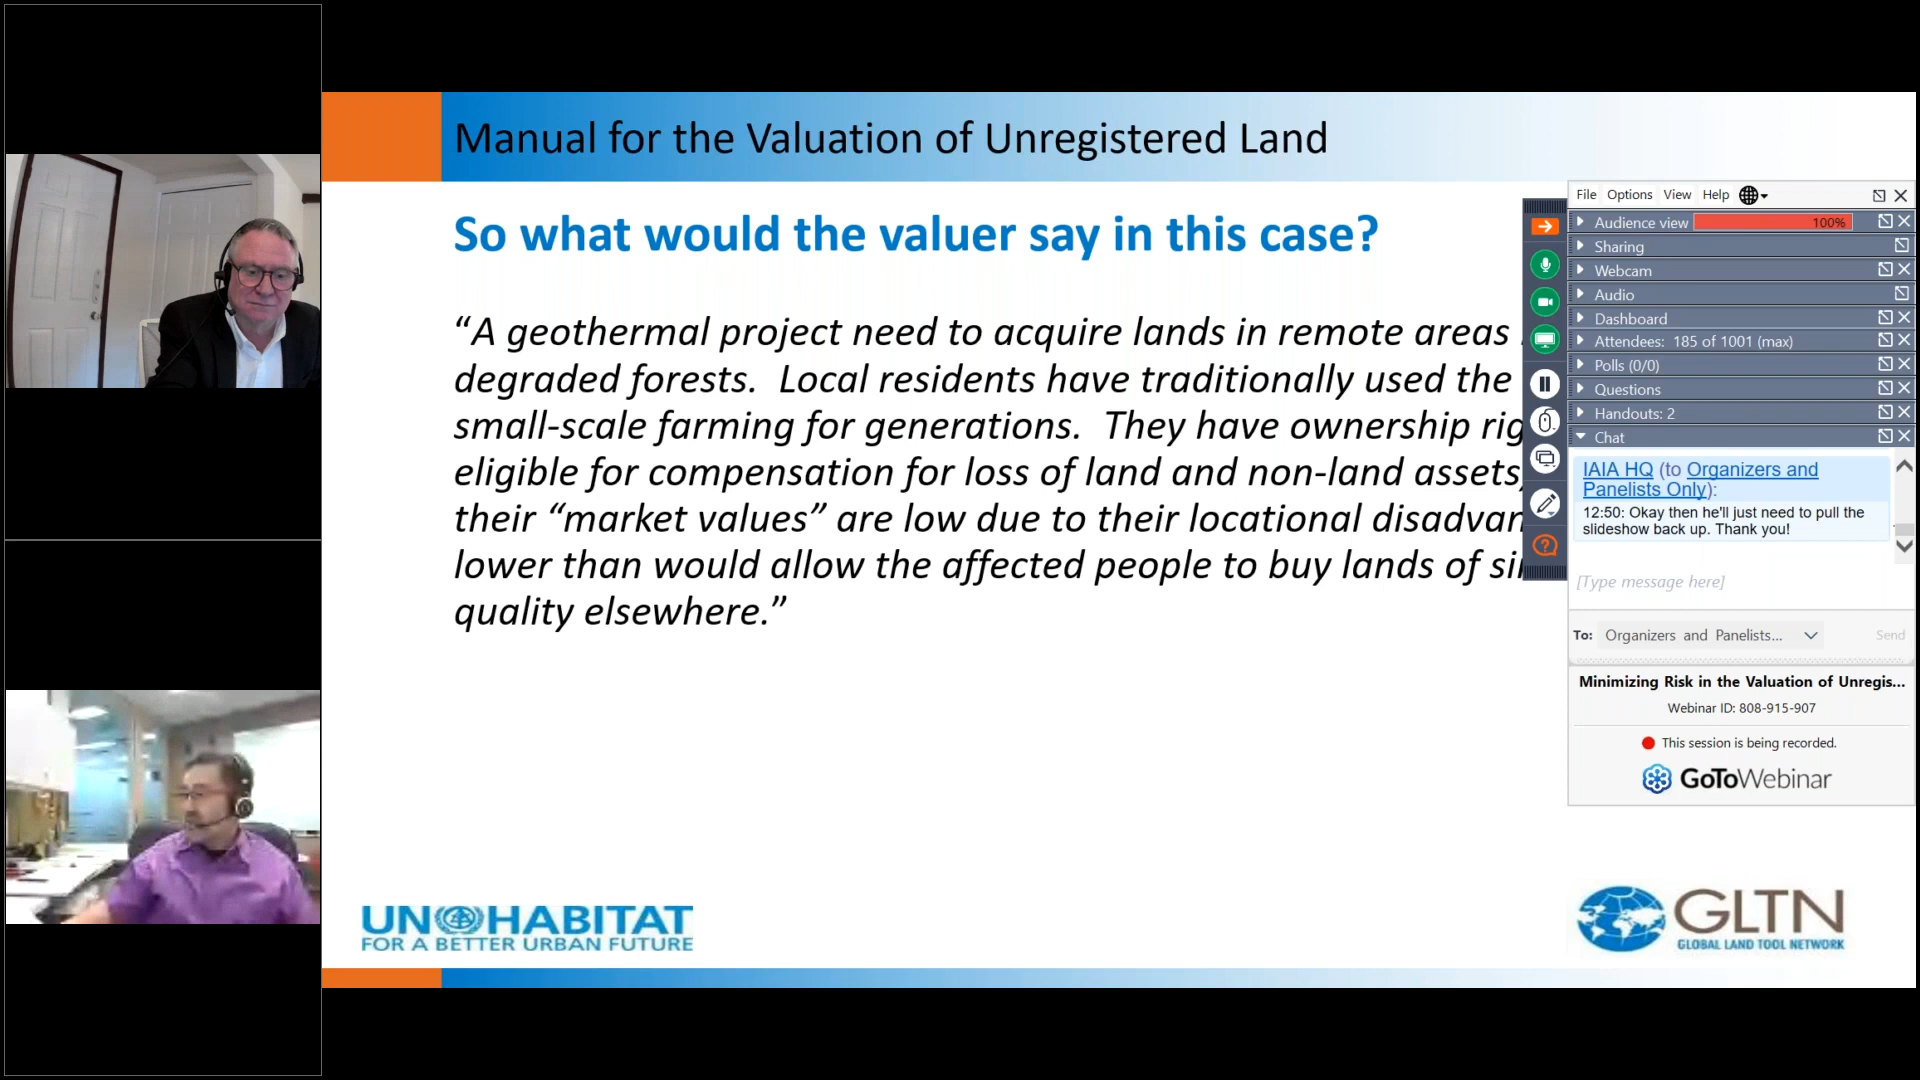 Manual for the Valuation of Unregistered Land
So what would the valuer say in this case?
“A geothermal project need to acquire lands in remote areas
degraded forests. Local residents have traditionally used the
small-scale farming for generations. They have ownership rig
eligible for compensation for loss of land and non-land assets,
their “market values” are low due to their locational disadvan
lower than would allow the affected people to buy lands of si
quality elsewhere.”
UN HABITAT
FOR A BETTER URBAN FUTURE
GLTN
GLOBAL LAND TOOL NETWORK
File Options View Help
Audience view 100%
Sharing
Webcam
Audio
Dashboard
Attendees: 185 of 1001 (max)
Polls (0/0)
Questions
Handouts: 2
Chat
IAIA HQ (to Organizers and
Panelists Only):
12:50: Okay then he'll just need to pull the
slideshow back up. Thank you!
[Type message here]
To: Organizers and Panelists... Send
Minimizing Risk in the Valuation of Unregis...
Webinar ID: 808-915-907
This session is being recorded.
GoToWebinar